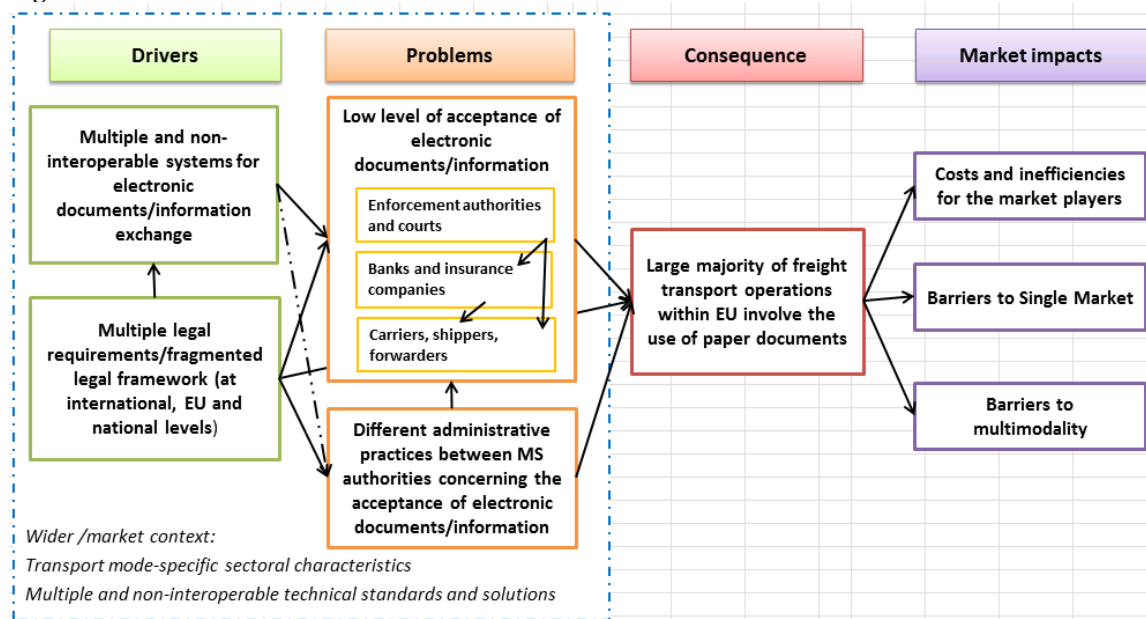 Drivers
Problems
Consequence
Market impacts
Multiple and non-
interoperable systems for
electronic
documents/information
exchange
Multiple legal
requirements/fragmented
legal framework (at
international, EU and
national levels)
Low level of acceptance of
electronic
documents/information
Enforcement authorities
and courts
Banks and insurance
companies
Carriers, shippers,
forwarders
Different administrative
practices between MS
authorities concerning the
acceptance of electronic
documents/information
Large majority of freight
transport operations
within EU involve the
use of paper documents
Costs and inefficiencies
for the market players
Barriers to Single Market
Barriers to
multimodality
Wider /market context:
Transport mode-specific sectoral characteristics
Multiple and non-interoperable technical standards and solutions